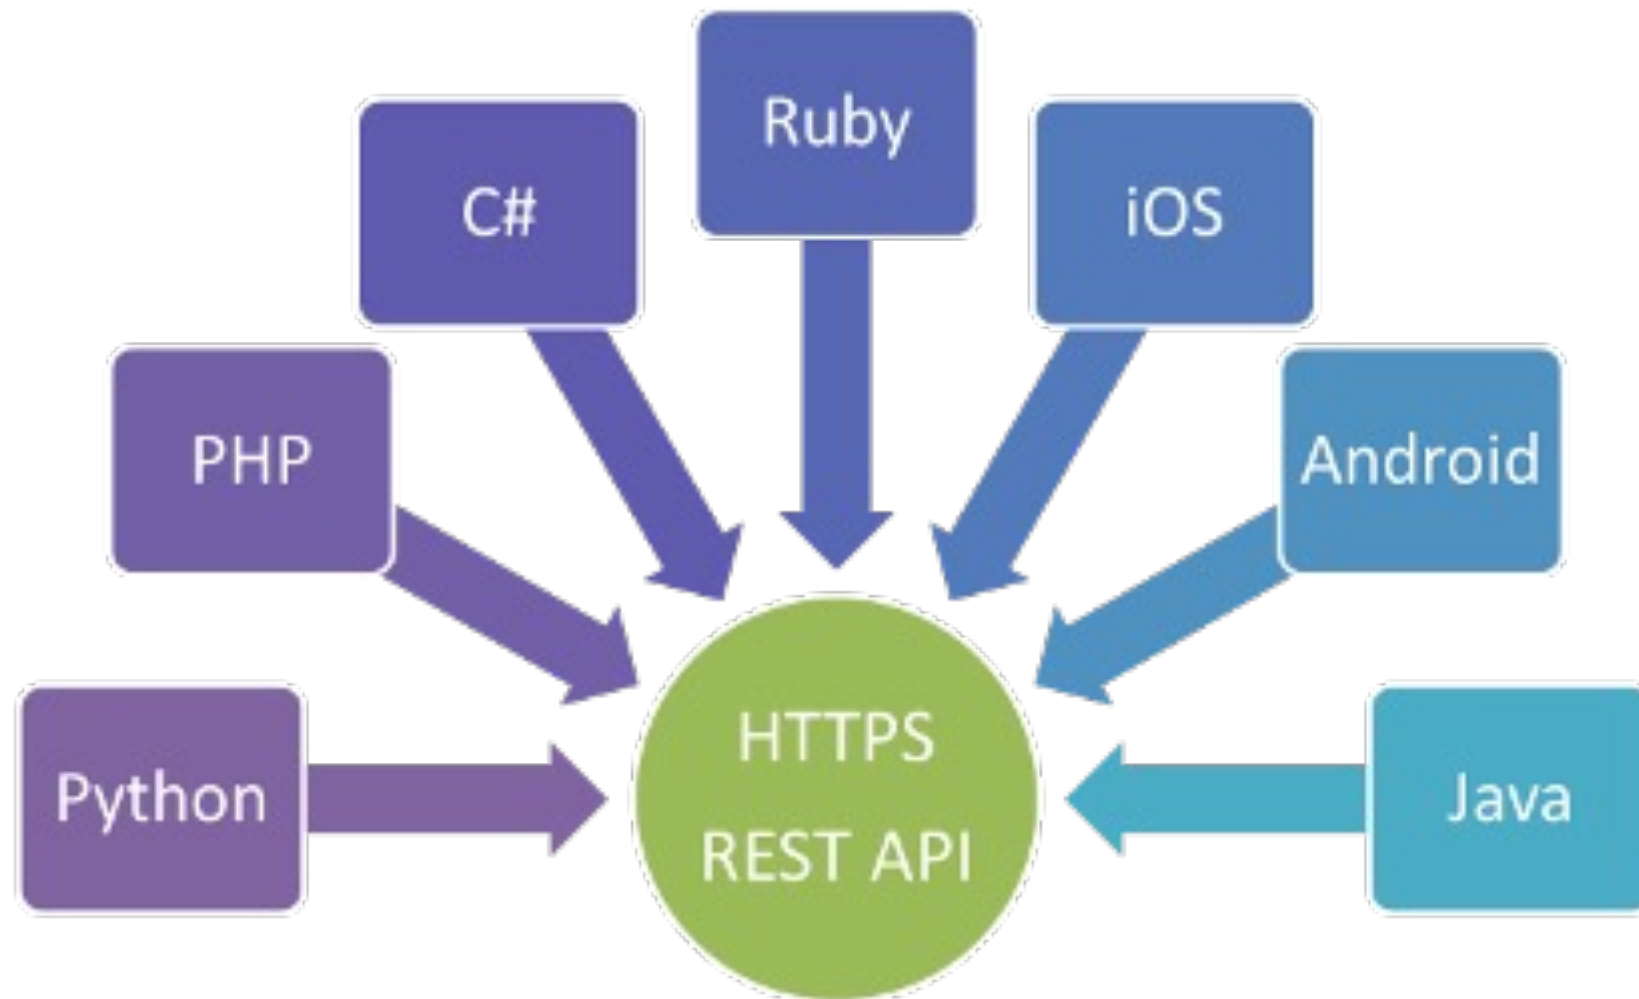 Ruby
C#
iOS
PHP
Android
HTTPS
REST API
Python
Java